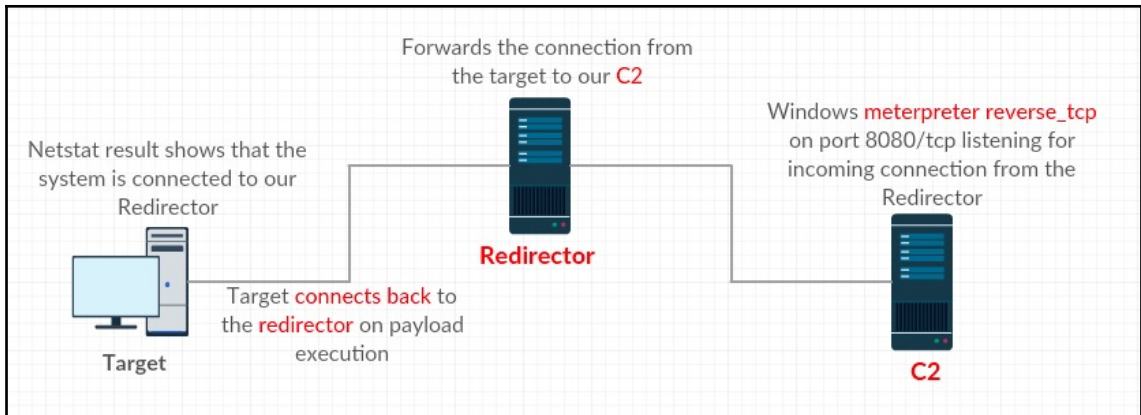 Forwards the connection from
the target to our C2
Windows meterpreter reverse_tcp
on port 8080/tcp listening for
incoming connection from the
Redirector
Netstat result shows that the
system is connected to our
Redirector
Redirector
Target connects back to
the redirector on payload
execution
Target
C2